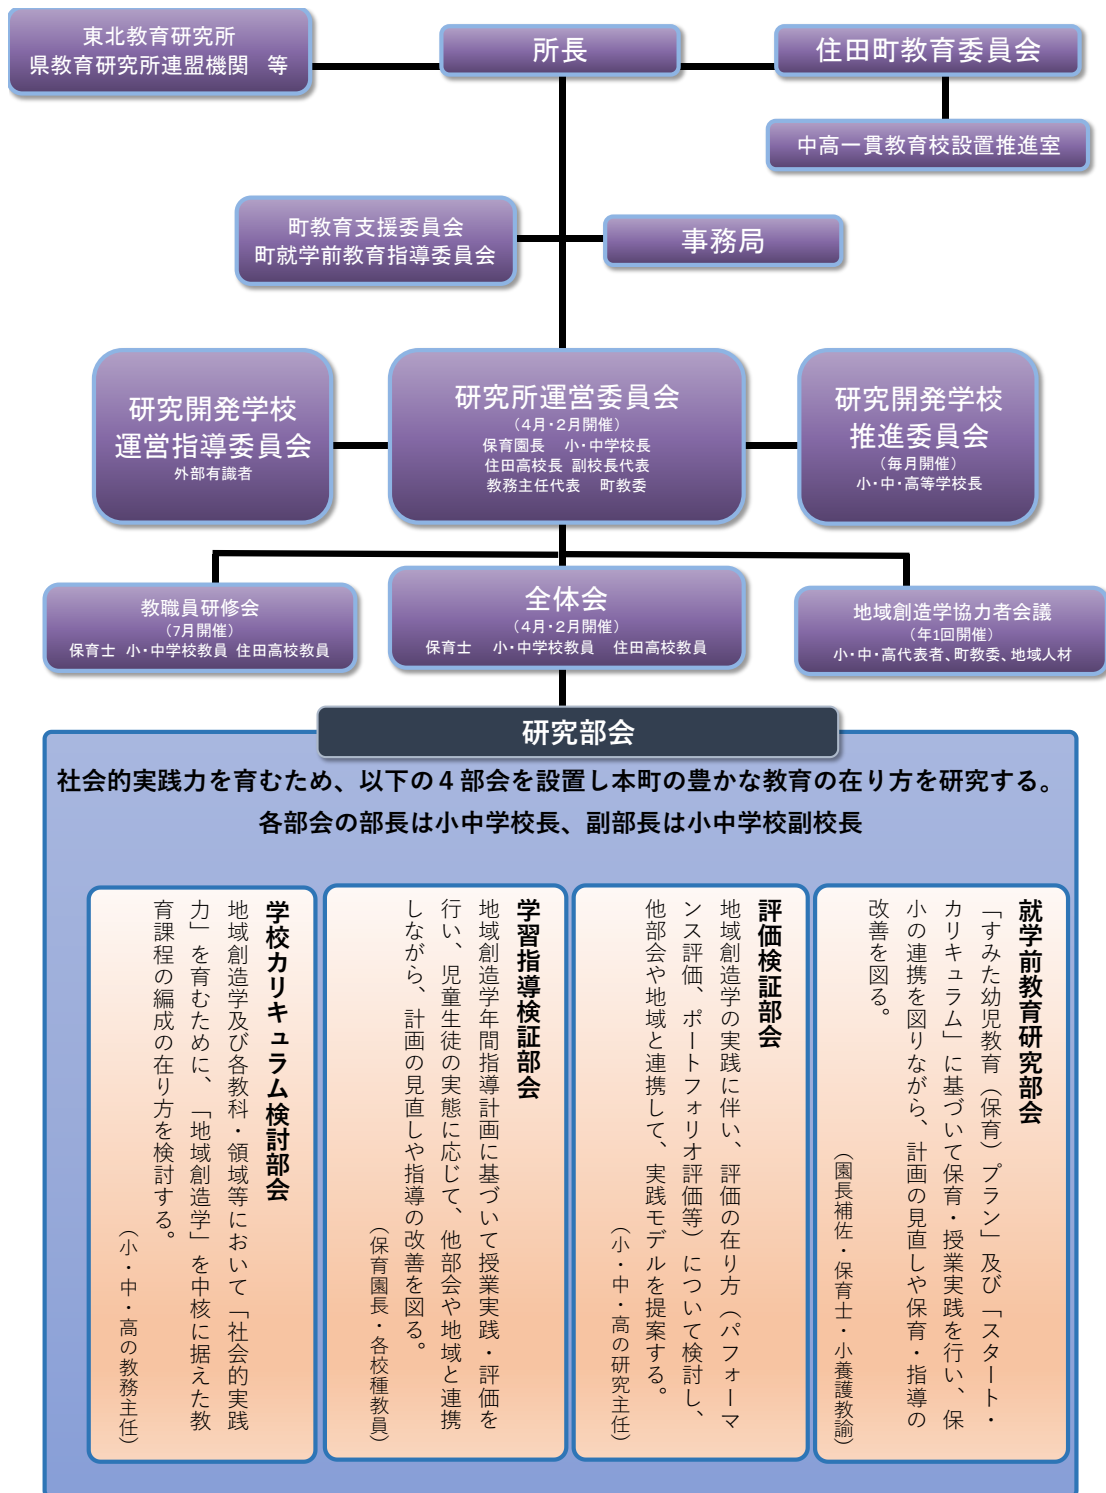 東北教育研究所
県教育研究所連盟機関　等
所長
住田町教育委員会
中高一貫教育校設置推進室
町教育支援委員会
町就学前教育指導委員会
事務局
研究開発学校
運営指導委員会
外部有識者
研究所運営委員会
（4月・2月開催）
保育園長　小・中学校長
住田高校長 副校長代表
教務主任代表　町教委
研究開発学校
推進委員会
（毎月開催）
小・中・高等学校長
教職員研修会
（7月開催）
保育士 小・中学校教員 住田高校教員
全体会
（4月・2月開催）
保育士　小・中学校教員　住田高校教員
地域創造学協力者会議
（年1回開催）
小・中・高代表者、町教委、地域人材
研究部会
社会的実践力を育むため、以下の４部会を設置し本町の豊かな教育の在り方を研究する。
各部会の部長は小中学校長、副部長は小中学校副校長
就学前教育研究部会
「すみた幼児教育（保育）プラン」及び「スタート・
カリキュラム」に基づいて保育・授業実践を行い、保
小の連携を図りながら、計画の見直しや保育・指導の
改善を図る。
（園長補佐・保育士・小養護教諭）
評価検証部会
地域創造学の実践に伴い、評価の在り方（パフォーマ
ンス評価、ポートフォリオ評価等）について検討し、
他部会や地域と連携して、実践モデルを提案する。
（小・中・高の研究主任）
学習指導検証部会
地域創造学年間指導計画に基づいて授業実践・評価を
行い、児童生徒の実態に応じて、他部会や地域と連携
しながら、計画の見直しや指導の改善を図る。
（保育園長・各校種教員）
学校カリキュラム検討部会
地域創造学及び各教科・領域等において「社会的実践
力」を育むために、「地域創造学」を中核に据えた教
育課程の編成の在り方を検討する。
（小・中・高の教務主任）